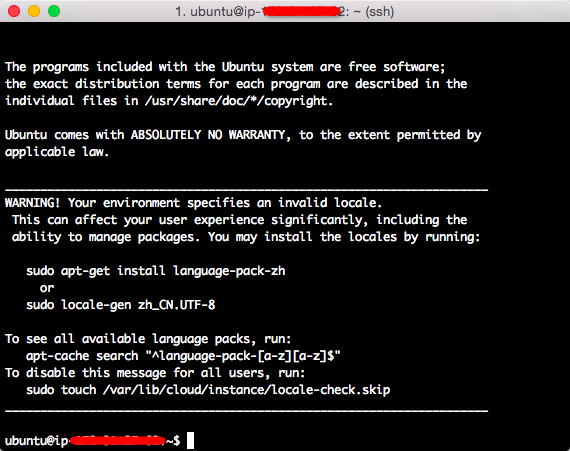 1. ubuntu@ip- 2: ~ (ssh)
The programs included with the Ubuntu system are free software;
the exact distribution terms for each program are described in the
individual files in /usr/share/doc/*/copyright.
Ubuntu comes with ABSOLUTELY NO WARRANTY, to the extent permitted by
applicable law.
WARNING! Your environment specifies an invalid locale.
This can affect your user experience significantly, including the
ability to manage packages. You may install the locales by running:
sudo apt-get install language-pack-zh
or
sudo locale-gen zh_CN.UTF-8
To see all available language packs, run:
apt-cache search "^language-pack-[a-z][a-z]$"
To disable this message for all users, run:
sudo touch /var/lib/cloud/instance/locale-check.skip
ubuntu@ip- :~$